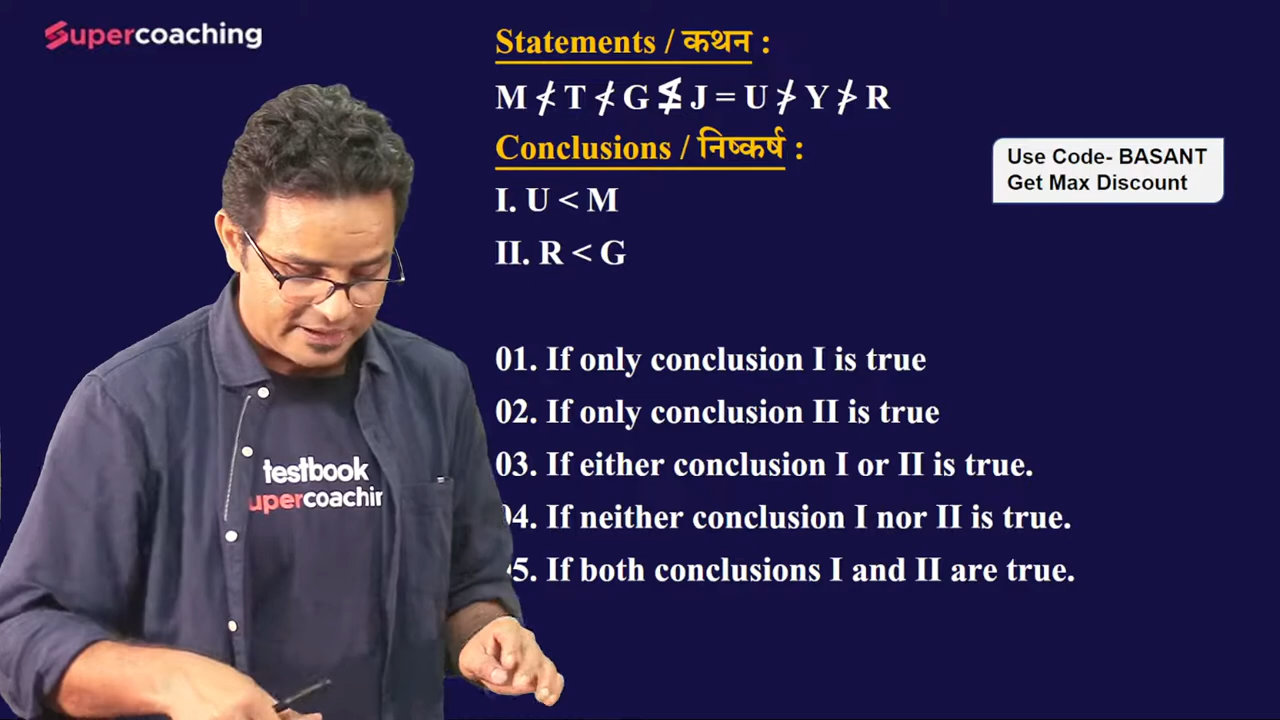 Supercoaching
Statements / कथन :
M ≮ T ≮ G ≰ J = U ≯ Y ≯ R
Conclusions / निष्कर्ष :
Use Code- BASANT
Get Max Discount
I. U < M
II. R < G
01. If only conclusion I is true
02. If only conclusion II is true
03. If either conclusion I or II is true.
04. If neither conclusion I nor II is true.
05. If both conclusions I and II are true.
testbook
upercoachin